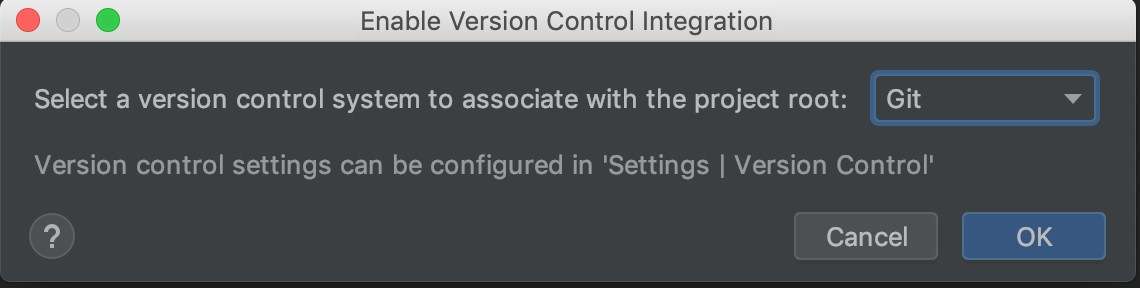 Enable Version Control Integration
Select a version control system to associate with the project root: Git
Version control settings can be configured in 'Settings | Version Control'
? Cancel OK